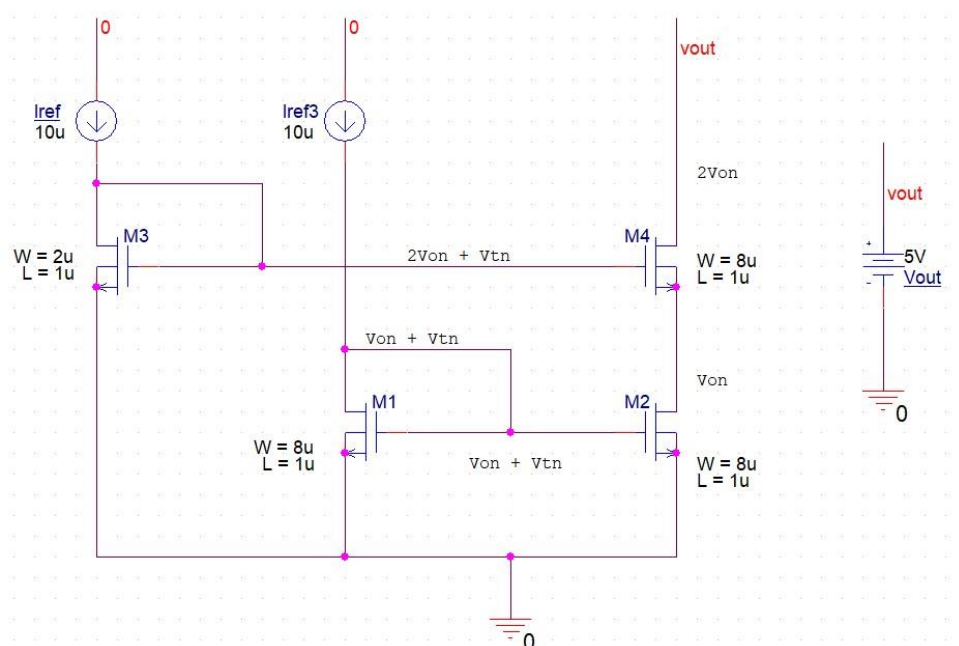 0
0
vout
Iref
10u
Iref3
10u
2Von
vout
M3
M4
W = 2u
L = 1u
2Von + Vtn
W = 8u
L = 1u
+
5V
-
Vout
Von + Vtn
Von
M1
M2
0
W = 8u
L = 1u
Von + Vtn
W = 8u
L = 1u
0